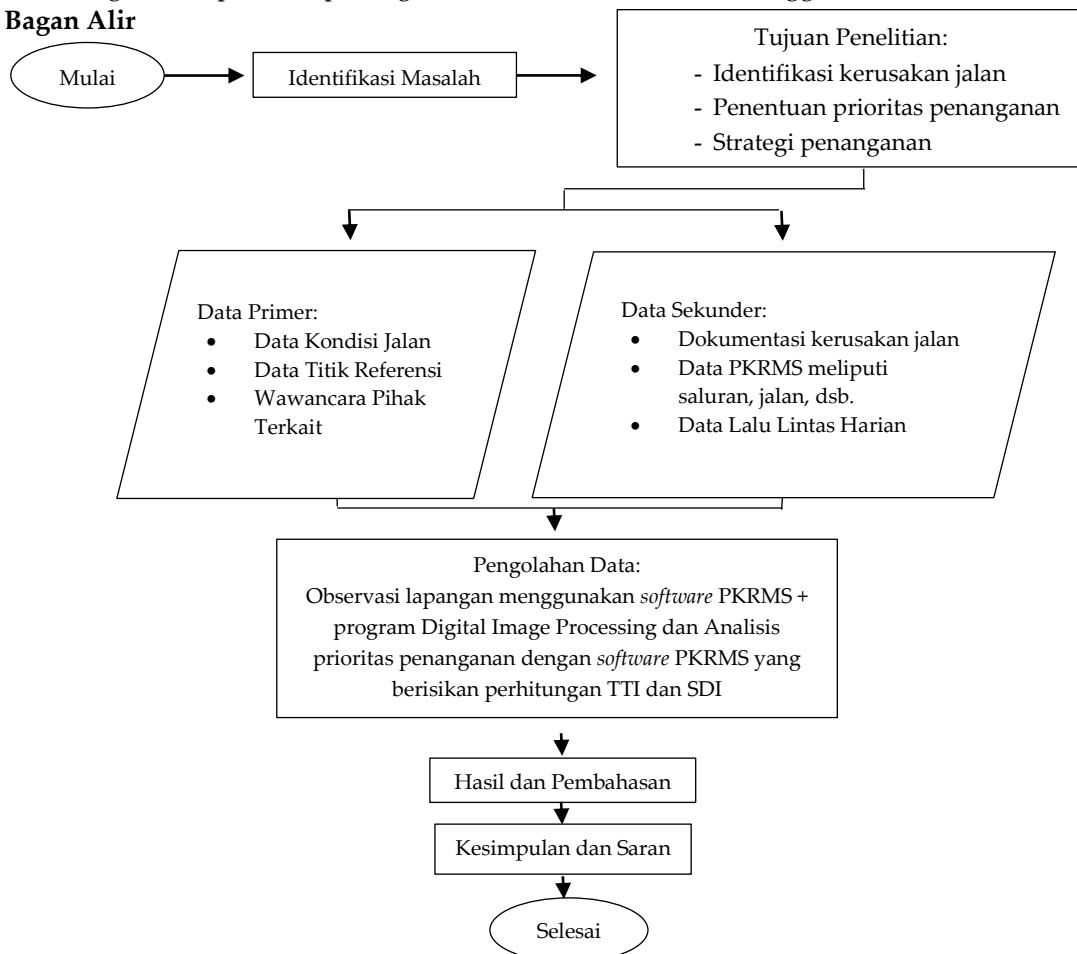 Bagan Alir
Mulai
Identifikasi Masalah
Tujuan Penelitian:
- Identifikasi kerusakan jalan
- Penentuan prioritas penanganan
- Strategi penanganan
Data Primer:
• Data Kondisi Jalan
• Data Titik Referensi
• Wawancara Pihak
Terkait
Data Sekunder:
• Dokumentasi kerusakan jalan
• Data PKRMS meliputi
saluran, jalan, dsb.
• Data Lalu Lintas Harian
Pengolahan Data:
Observasi lapangan menggunakan software PKRMS +
program Digital Image Processing dan Analisis
prioritas penanganan dengan software PKRMS yang
berisikan perhitungan TTI dan SDI
Hasil dan Pembahasan
Kesimpulan dan Saran
Selesai